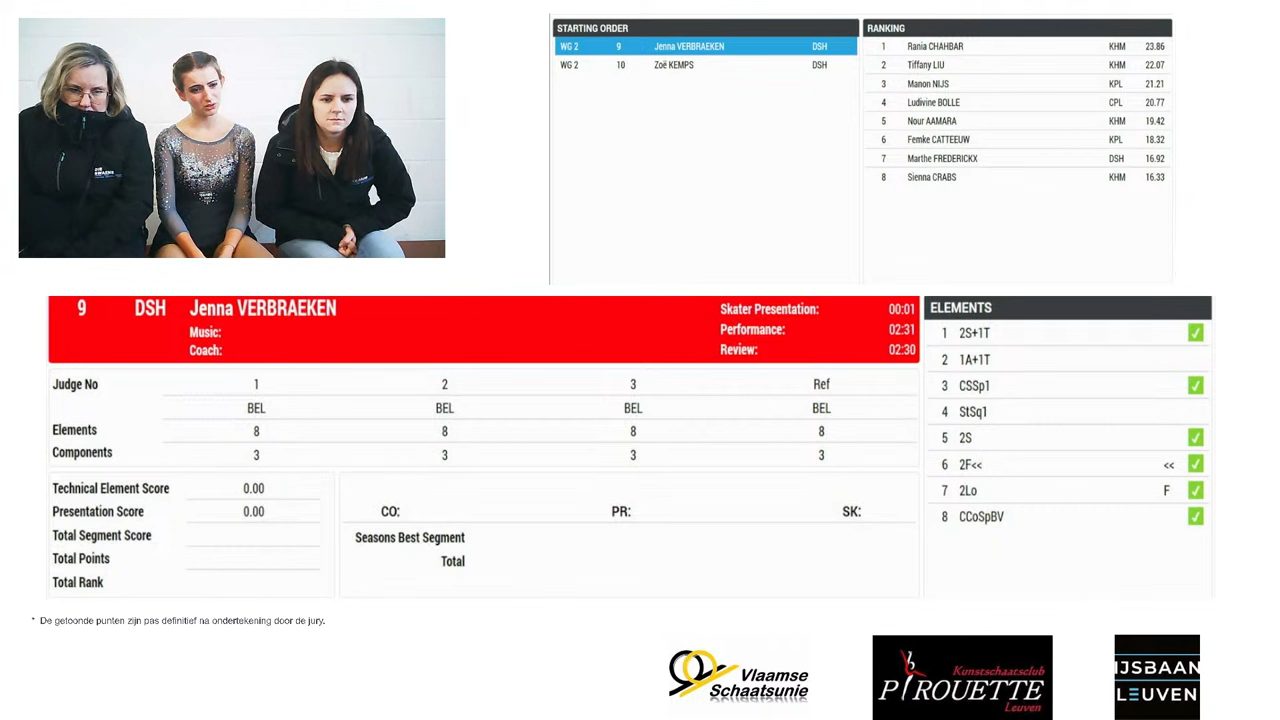 STARTING ORDER
WG 2 9 Jenna VERBRAEKEN DSH
WG 2 10 Zoë KEMPS DSH
RANKING
1 Rania CHAHBAR KHM 23.86
2 Tiffany LIU KHM 22.07
3 Manon NIJS KPL 21.21
4 Ludivine BOLLE CPL 20.77
5 Nour AAMARA KHM 19.42
6 Femke CATTEEUW KPL 18.32
7 Marthe FREDERICKX DSH 16.92
8 Sienna CRABS KHM 16.33
9 DSH Jenna VERBRAEKEN
Music:
Coach:
Skater Presentation: 00:01
Performance: 02:31
Review: 02:30
Judge No 1 2 3 Ref
BEL BEL BEL BEL
Elements 8 8 8 8
Components 3 3 3 3
Technical Element Score 0.00
Presentation Score 0.00
Total Segment Score
Total Points
Total Rank
CO: PR: SK:
Seasons Best Segment
Total
ELEMENTS
1 2S+1T
2 1A+1T
3 CSSp1
4 StSq1
5 2S
6 2F<< <<
7 2Lo F
8 CCoSpBV
* De getoonde punten zijn pas definitief na ondertekening door de jury.
Vlaamse
Schaatsunie
Kunstschaatsclub
PIROUETTE
Leuven
IJSBAAN
LEUVEN